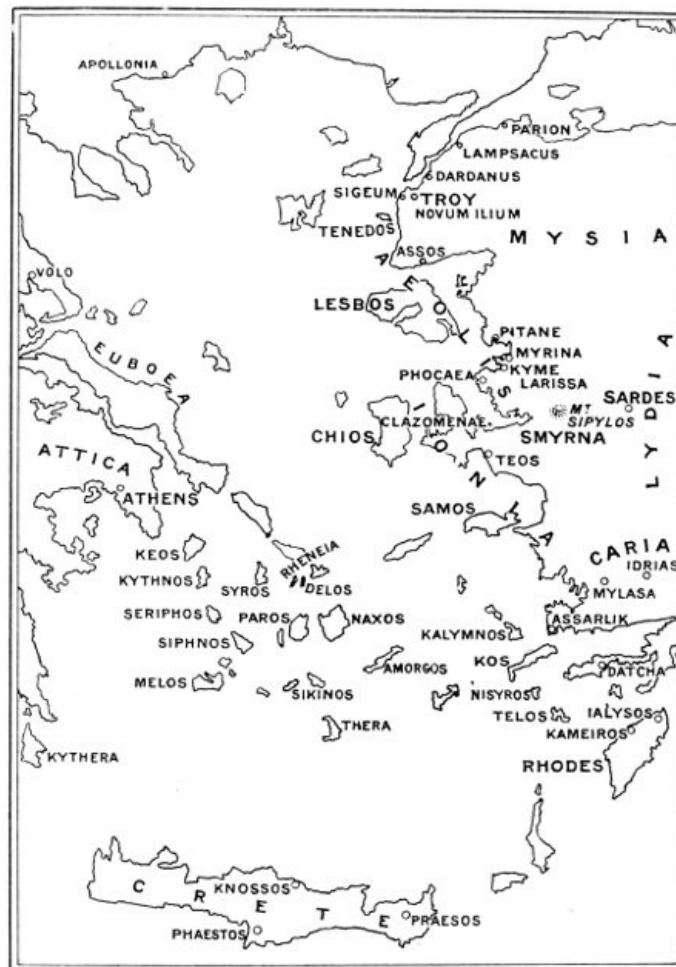 APOLLONIA
PARION
LAMPSACUS
DARDANUS
SIGEUM
TROY
NOVUM ILIUM
TENEDOS
MYSIA
ASSOS
VOLO
AEOLIS
LESBOS
EUBOEA
PITANE
MYRINA
KYME
PHOCAEA
LARISSA
SARDES
MT
SIPYLOS
LYDIA
CLAZOMENAE
CHIOS
SMYRNA
IONIA
ATTICA
TEOS
ATHENS
SAMOS
KEOS
RHENEIA
CARIA
IDRIAS
KYTHNOS
SYROS
DELOS
MYLASA
SERIPHOS
PAROS
NAXOS
ASSARLIK
KALYMNOS
SIPHNOS
AMORGOS
KOS
DATCHA
MELOS
SIKINOS
NISYROS
TELOS
IALYSOS
THERA
KAMEIROS
KYTHERA
RHODES
CRETE
KNOSSOS
PRAESOS
PHAESTOS